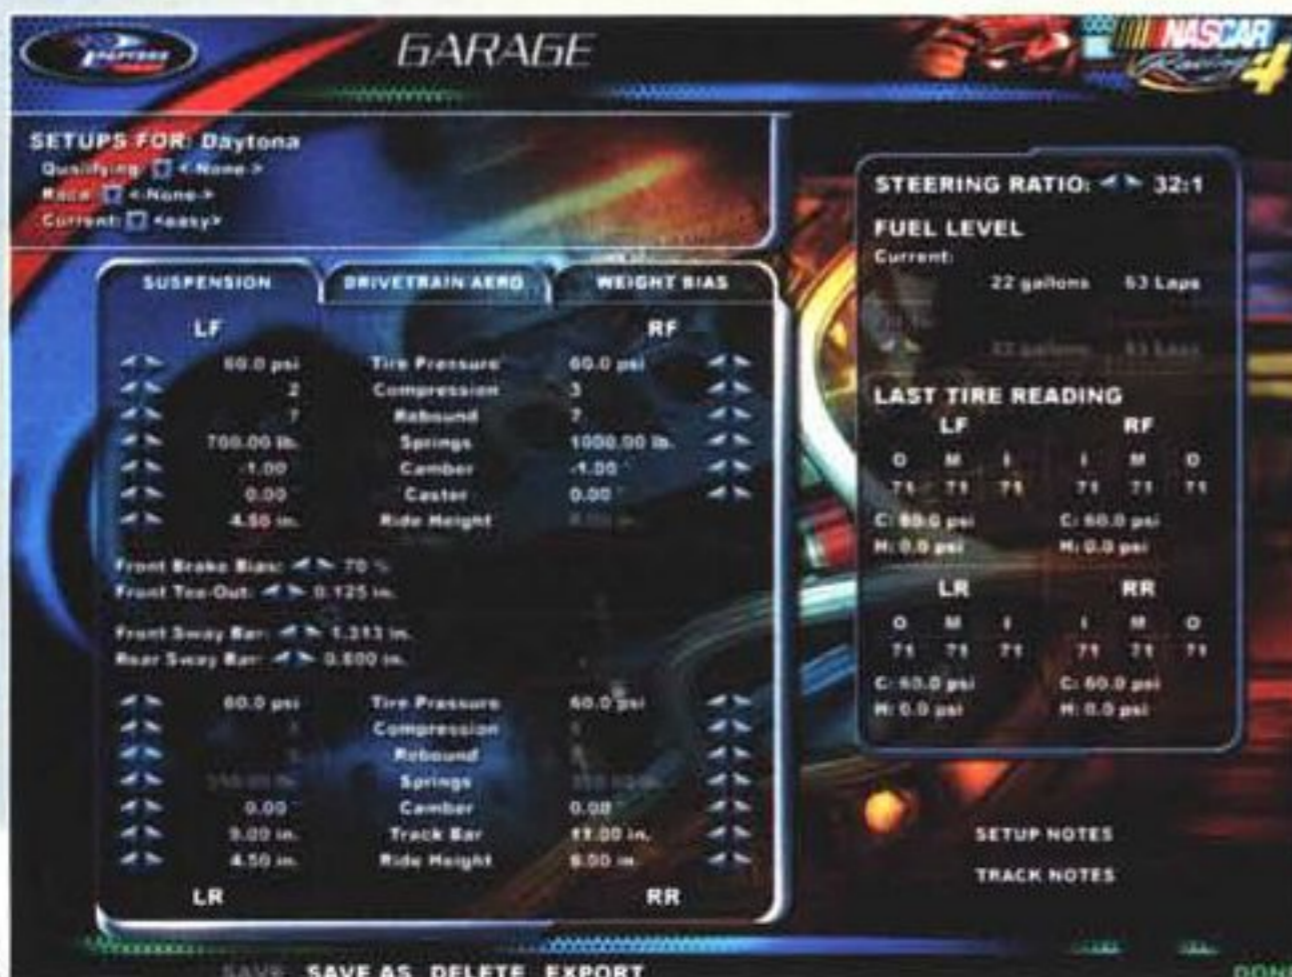 GARAGE
NASCAR
Racing 4
SETUPS FOR: Daytona
Qualifying: <-None->
Race: <-None->
Current: <easy>
STEERING RATIO: 32:1
FUEL LEVEL
Current:
22 gallons 63 Laps
SUSPENSION DRIVETRAIN AERO WEIGHT BIAS
LF RF
60.0 psi Tire Pressure 60.0 psi
2 Compression 3
7 Rebound 7
700.00 lb. Springs 1000.00 lb.
-1.00 Camber -1.00
0.00 Caster 0.00
4.50 in. Ride Height
Front Brake Bias: 70 %
Front Toe-Out: 0.125 in.
Front Sway Bar: 1.313 in.
Rear Sway Bar: 0.800 in.
60.0 psi Tire Pressure 60.0 psi
Compression
Rebound
Springs
0.00 Camber 0.00
9.00 in. Track Bar 11.00 in.
4.50 in. Ride Height 6.00 in.
LR RR
LAST TIRE READING
LF RF
O M I I M O
71 71 71 71 71 71
C: 60.0 psi C: 60.0 psi
H: 0.0 psi H: 0.0 psi
LR RR
O M I I M O
71 71 71 71 71 71
C: 60.0 psi C: 60.0 psi
H: 0.0 psi H: 0.0 psi
SETUP NOTES
TRACK NOTES
SAVE SAVE AS DELETE EXPORT